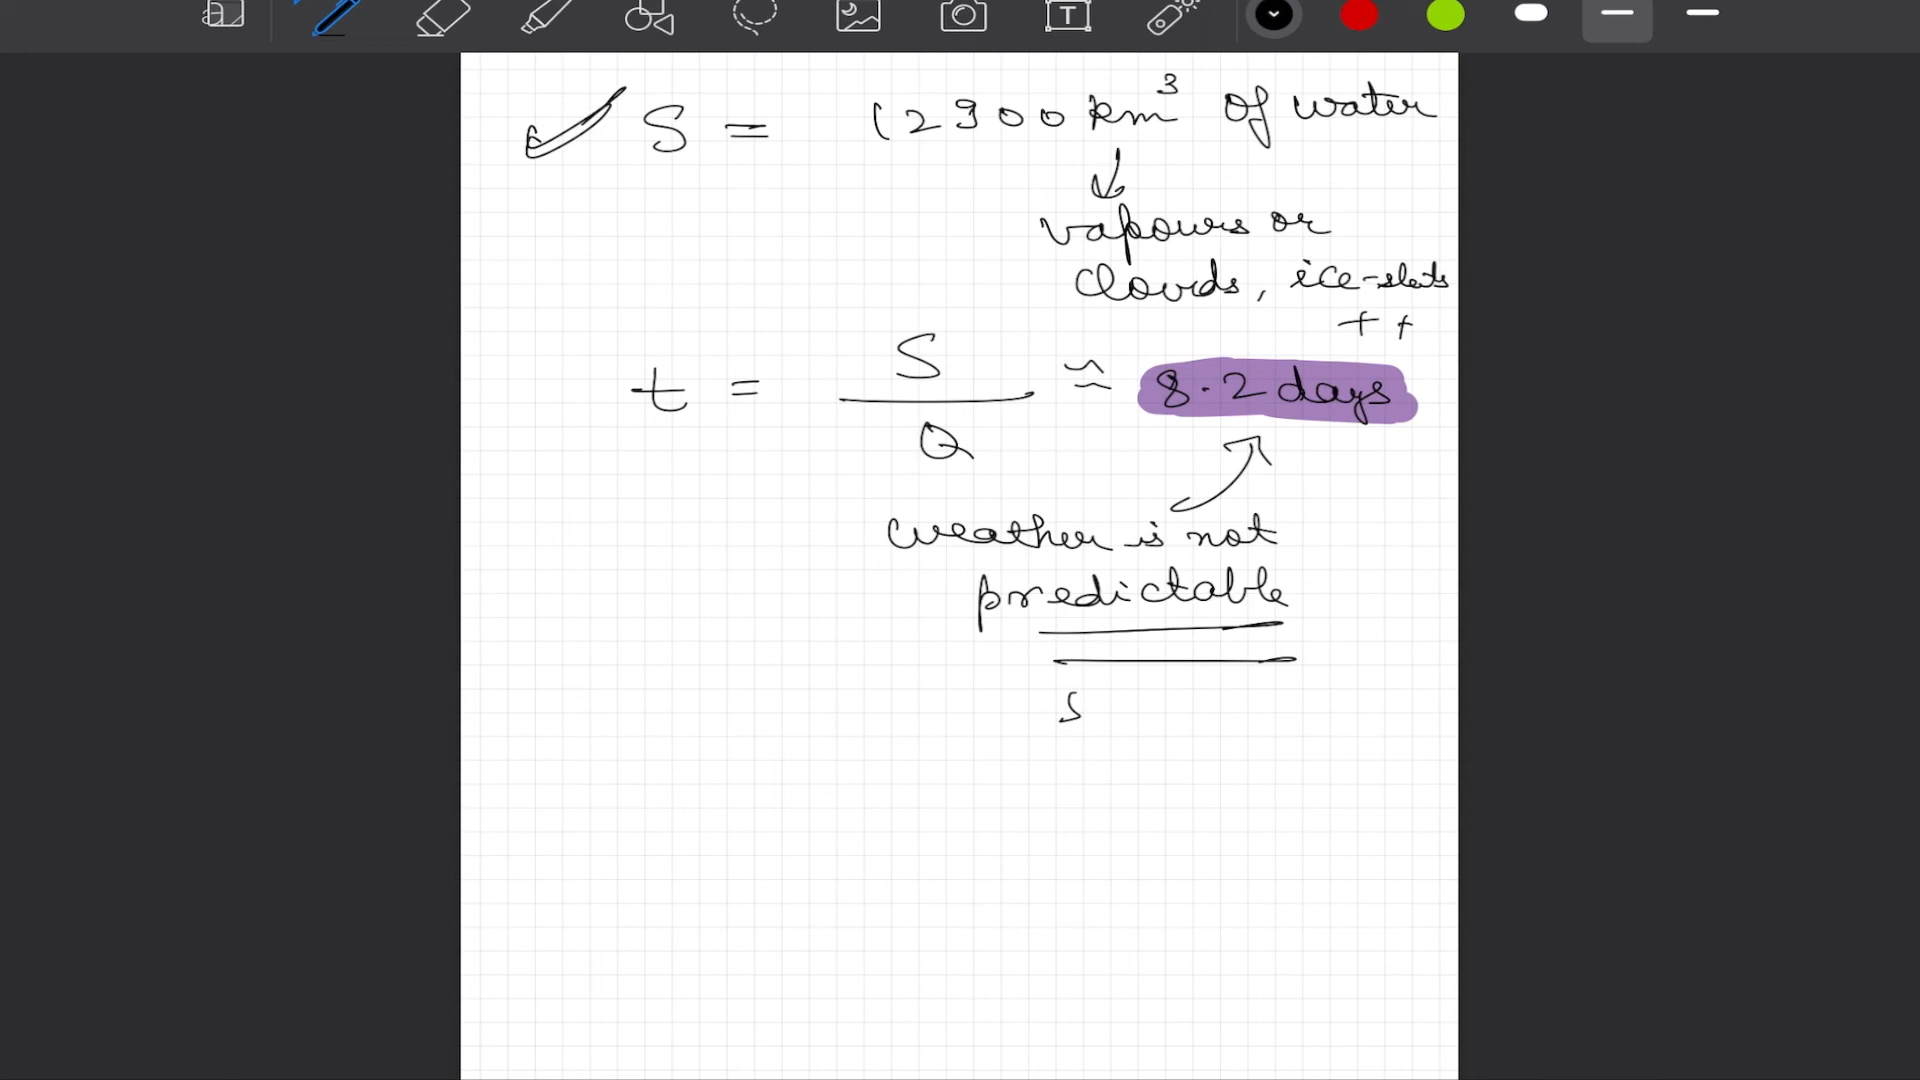 S = 12900 km³ of water
↓
vapours or
clouds, ice-slats
+ +
t = S / Q ≈ 8.2 days
weather is not
predictable
S